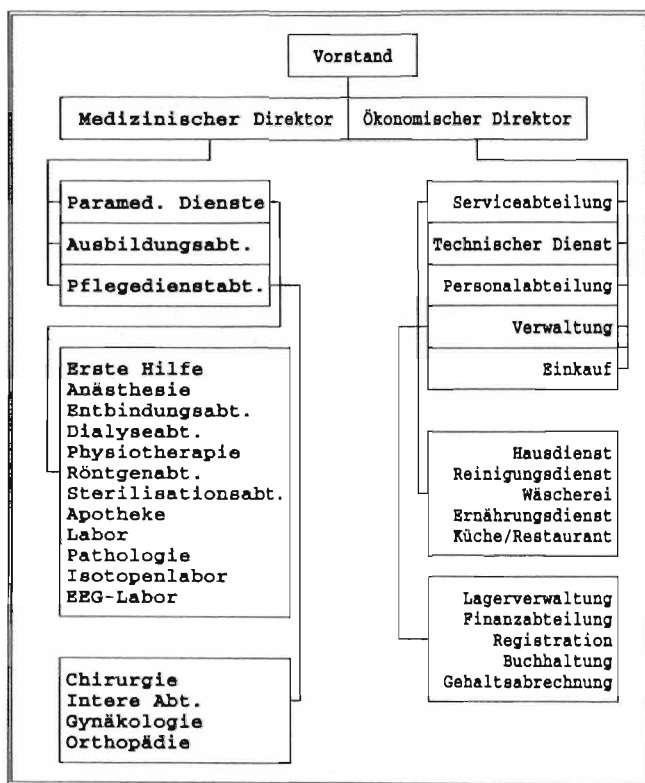 Vorstand
Medizinischer Direktor
Ökonomischer Direktor
Paramed. Dienste
Ausbildungsabt.
Pflegedienstabt.
Erste Hilfe
Anästhesie
Entbindungsabt.
Dialyseabt.
Physiotherapie
Röntgenabt.
Sterilisationsabt.
Apotheke
Labor
Pathologie
Isotopenlabor
EEG-Labor
Chirurgie
Intere Abt.
Gynäkologie
Orthopädie
Serviceabteilung
Technischer Dienst
Personalabteilung
Verwaltung
Einkauf
Hausdienst
Reinigungsdienst
Wäscherei
Ernährungsdienst
Küche/Restaurant
Lagerverwaltung
Finanzabteilung
Registration
Buchhaltung
Gehaltsabrechnung